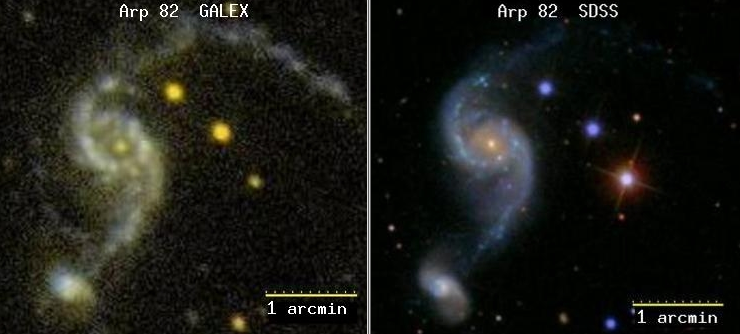 Arp 82 GALEX
1 arcmin
Arp 82 SDSS
1 arcmin